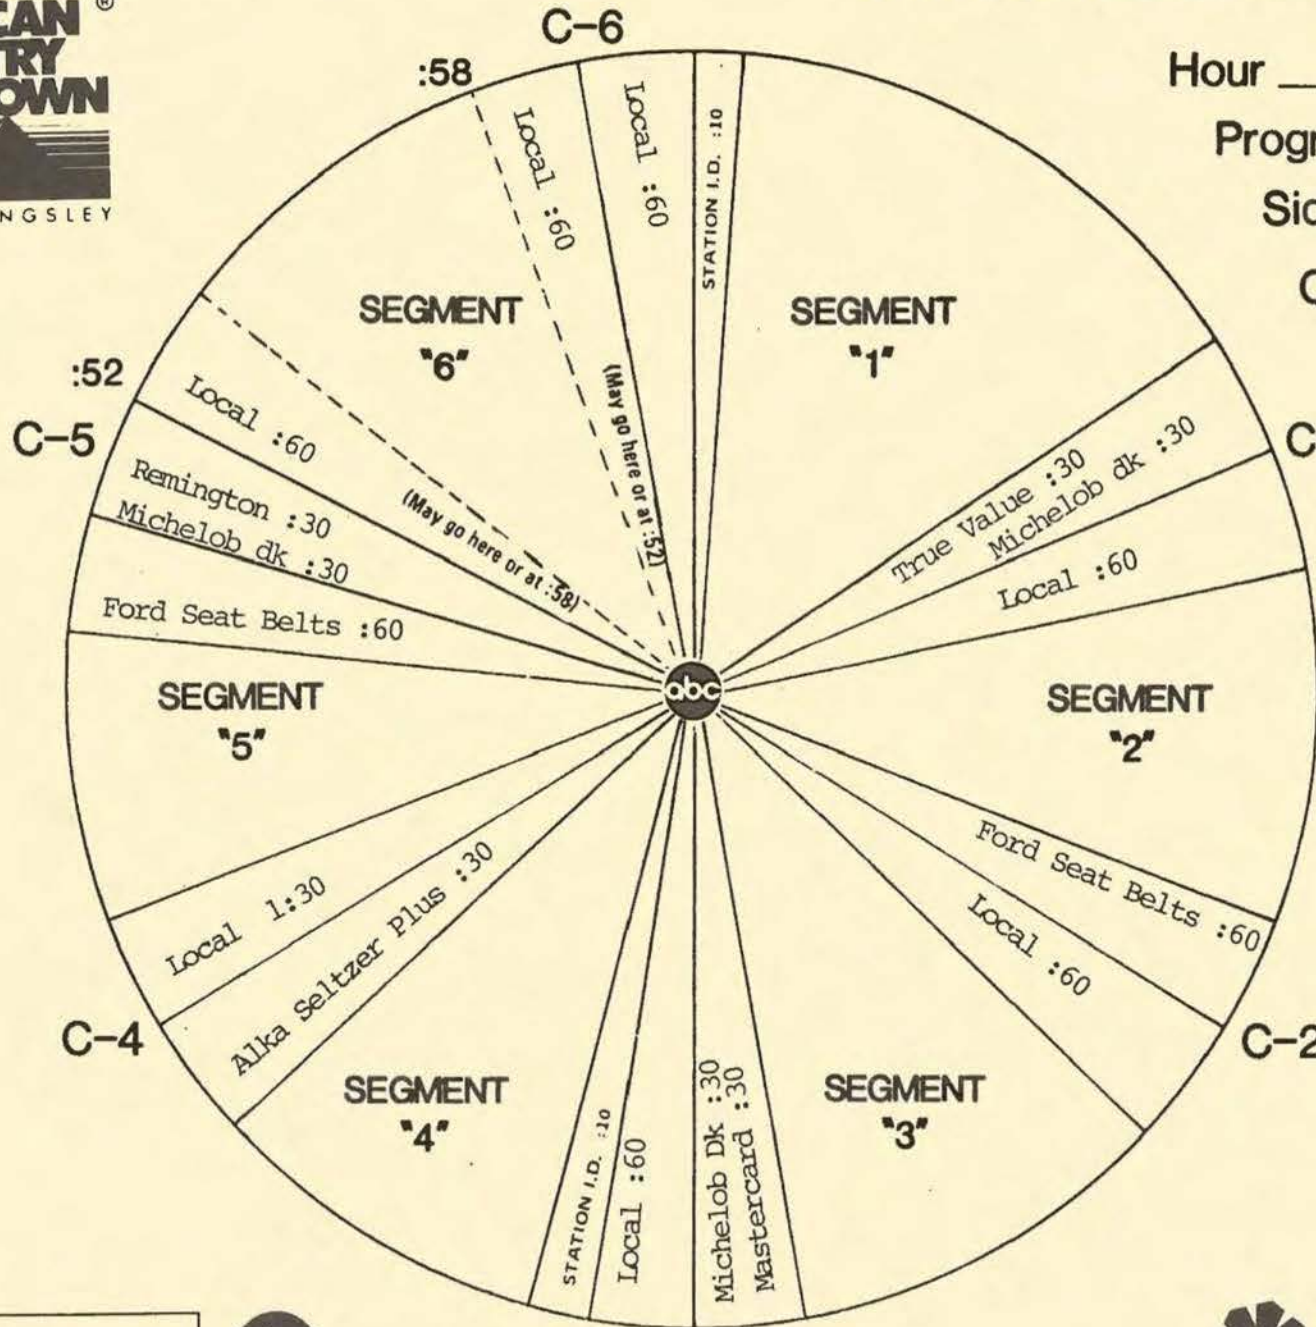 ®
C-6
:58
Hour
:52
C-5
C-4
C-2
STATION I.D. :10
SEGMENT
"1"
True Value :30
Michelob dk :30
Local :60
SEGMENT
"2"
Ford Seat Belts :60
Local :60
SEGMENT
"3"
Michelob Dk :30
Mastercard :30
Local :60
STATION I.D. :10
SEGMENT
"4"
Alka Seltzer Plus :30
Local 1:30
SEGMENT
"5"
Ford Seat Belts :60
Michelob dk :30
Remington :30
Local :60
(May go here or at :58)
SEGMENT
"6"
Local :60
(May go here or at :52)
Local :60
abc